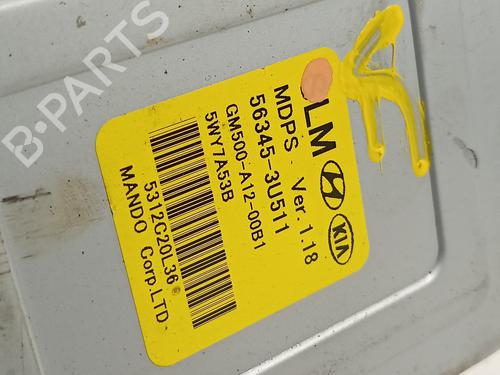 B-PARTS
LM KIA
MDPS Ver.1.18
56345-3U511
GM500-A12-00B1
5WY7A53B
5312C20L36
MANDO Corp.LTD